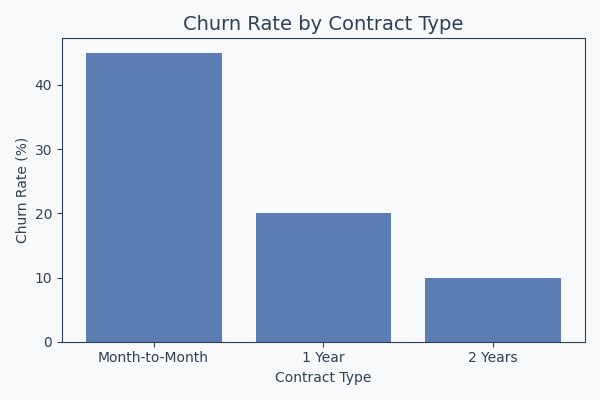 Churn Rate by Contract Type
Churn Rate (%)
40
30
20
10
0
Month-to-Month
1 Year
2 Years
Contract Type